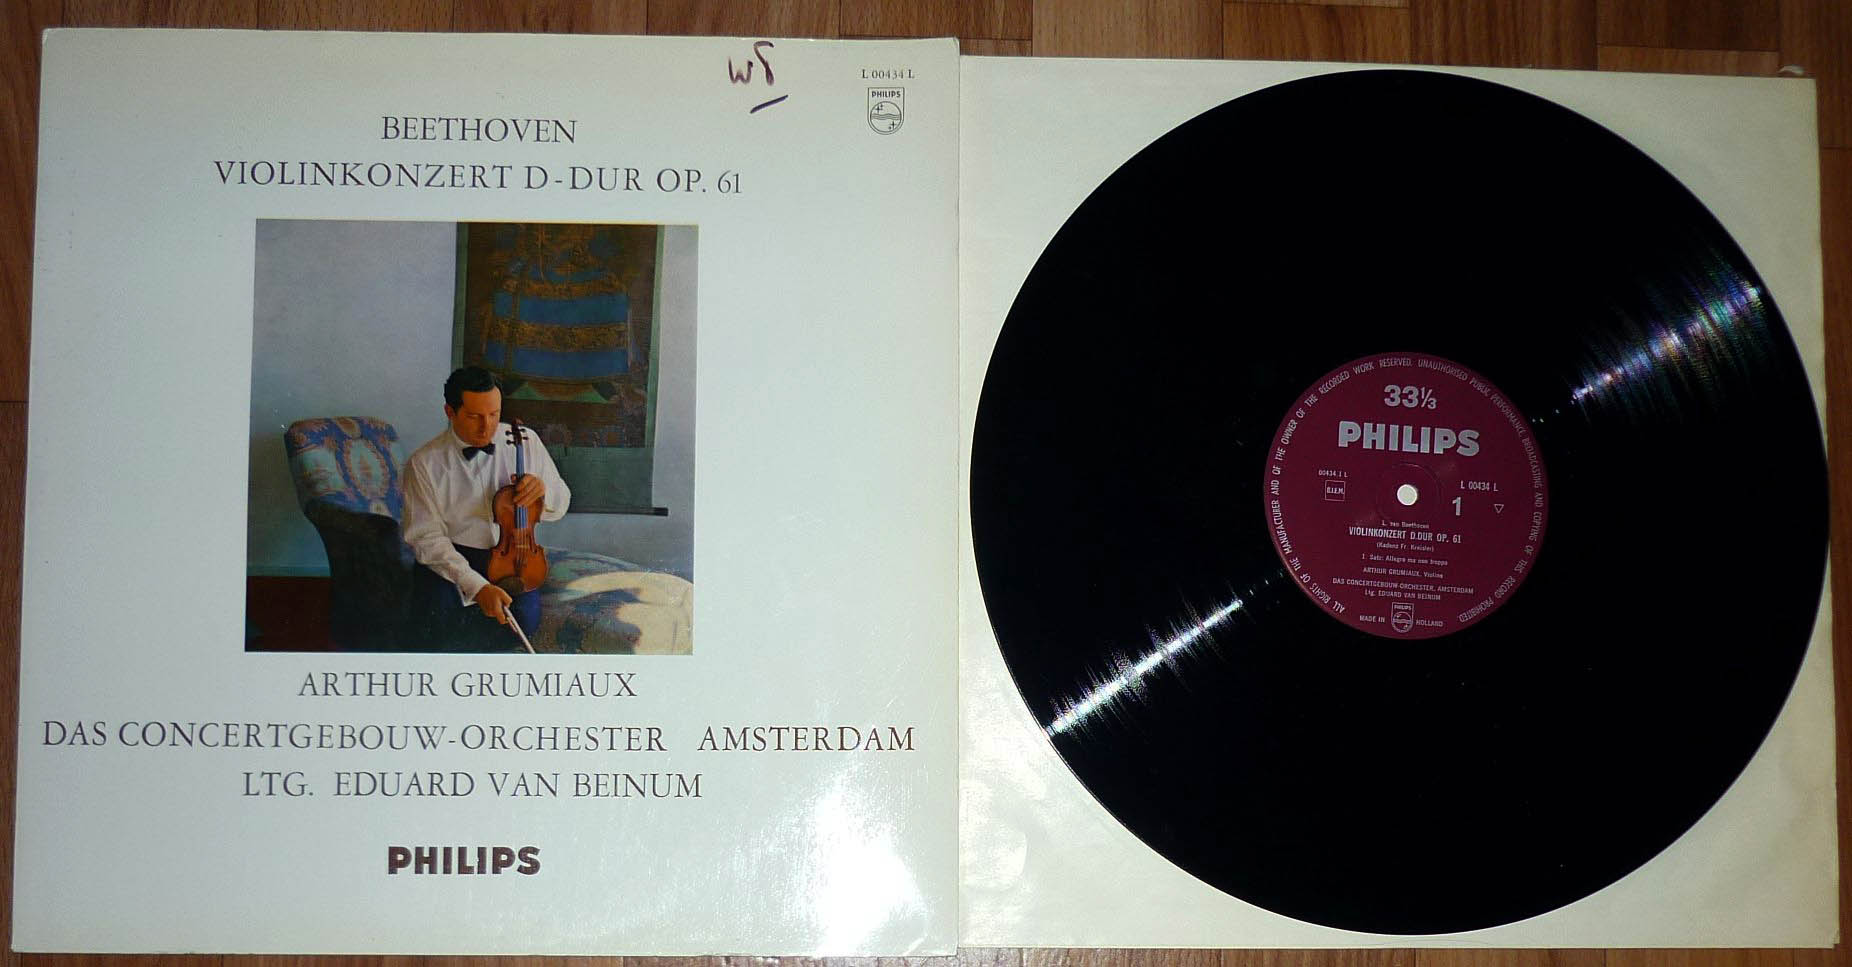 L 00434 L
PHILIPS
BEETHOVEN
VIOLINKONZERT D-DUR OP. 61
ARTHUR GRUMIAUX
DAS CONCERTGEBOUW-ORCHESTER AMSTERDAM
LTG. EDUARD VAN BEINUM
PHILIPS
ALL RIGHTS OF THE MANUFACTURER AND OF THE OWNER OF THE RECORDED WORK RESERVED. UNAUTHORISED PUBLIC PERFORMANCE, BROADCASTING AND COPYING OF THIS RECORD PROHIBITED.
33⅓
PHILIPS
00434.1 L
B.I.E.M.
L 00434 L
1
L. van Beethoven
VIOLINKONZERT D.DUR OP. 61
(Kadenz Fr. Kreisler)
1. Satz: Allegro ma non troppo
ARTHUR GRUMIAUX, Violine
DAS CONCERTGEBOUW-ORCHESTER, AMSTERDAM
Ltg. EDUARD VAN BEINUM
MADE IN PHILIPS HOLLAND